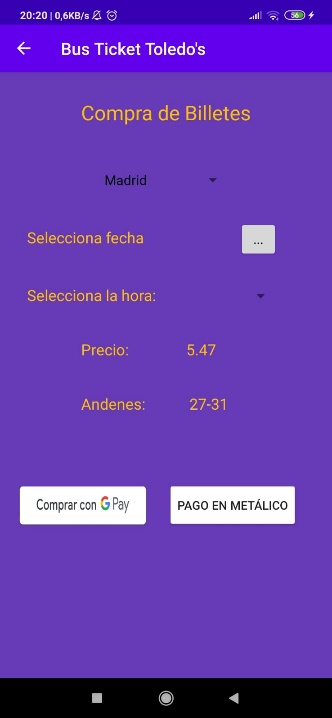 20:20 | 0,6KB/s 56
Bus Ticket Toledo's
Compra de Billetes
Madrid
Selecciona fecha ...
Selecciona la hora:
Precio: 5.47
Andenes: 27-31
Comprar con G Pay PAGO EN METÁLICO